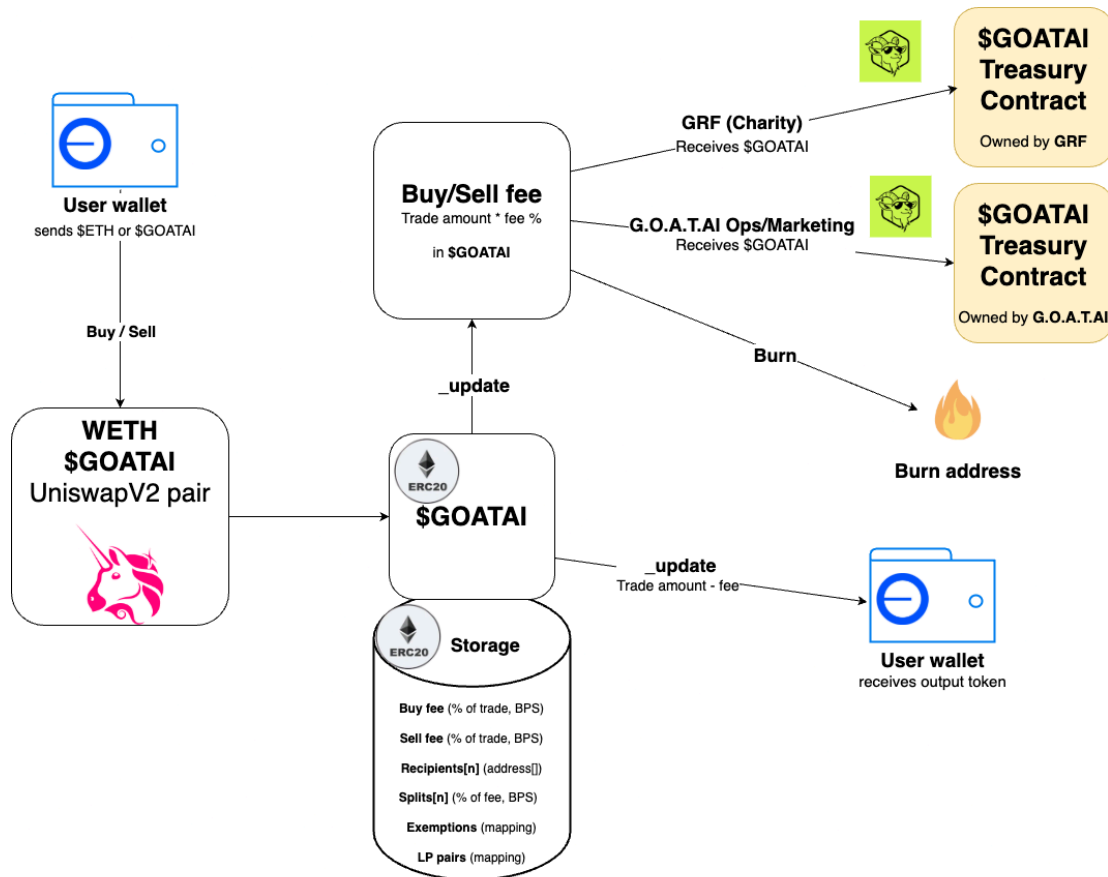 User wallet
sends $ETH or $GOATAI
Buy / Sell
WETH
$GOATAI
UniswapV2 pair
Buy/Sell fee
Trade amount * fee %
in $GOATAI
_update
ERC20
$GOATAI
ERC20
Storage
Buy fee (% of trade, BPS)
Sell fee (% of trade, BPS)
Recipients[n] (address[])
Splits[n] (% of fee, BPS)
Exemptions (mapping)
LP pairs (mapping)
GRF (Charity)
Receives $GOATAI
$GOATAI
Treasury
Contract
Owned by GRF
G.O.A.T.AI Ops/Marketing
Receives $GOATAI
$GOATAI
Treasury
Contract
Owned by G.O.A.T.AI
Burn
Burn address
_update
Trade amount - fee
User wallet
receives output token